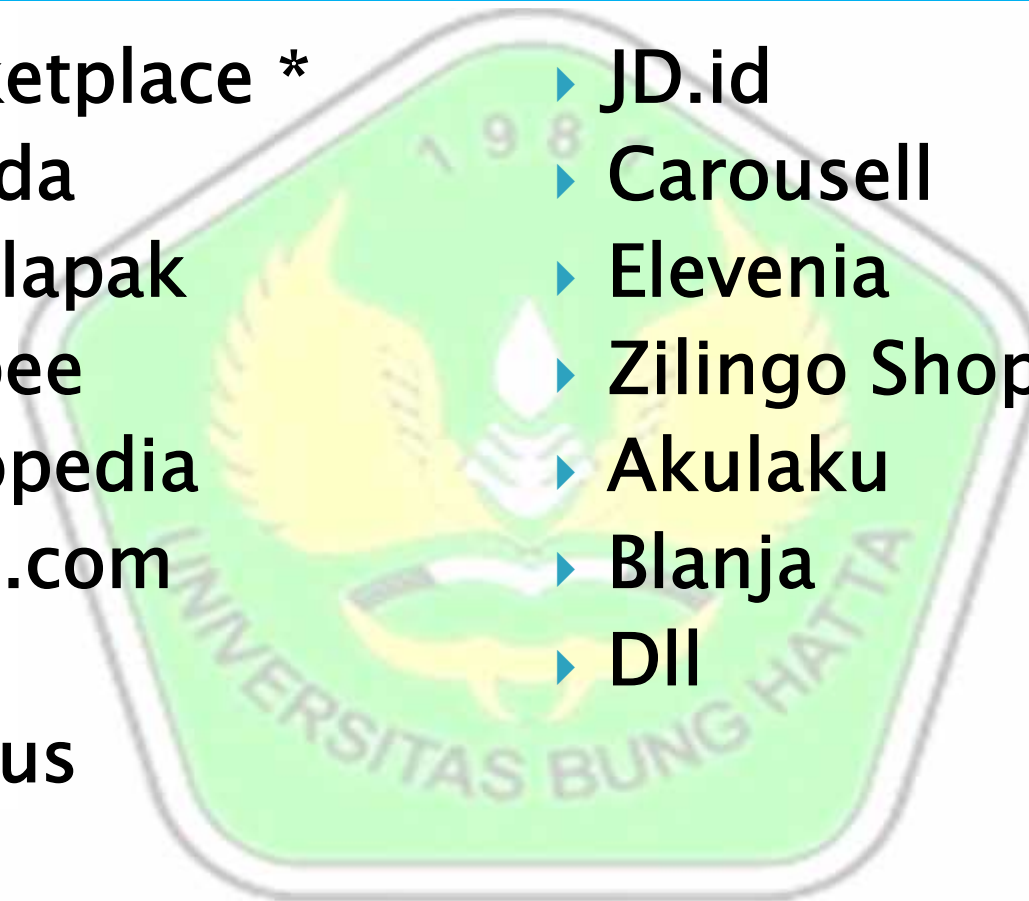 etplace *
da
lapak
ee
pedia
.com
us
JD.id
Carousell
Elevenia
Zilingo Shop
Akulaku
Blanja
Dll
198
UNIVERSITAS BUNG HATTA